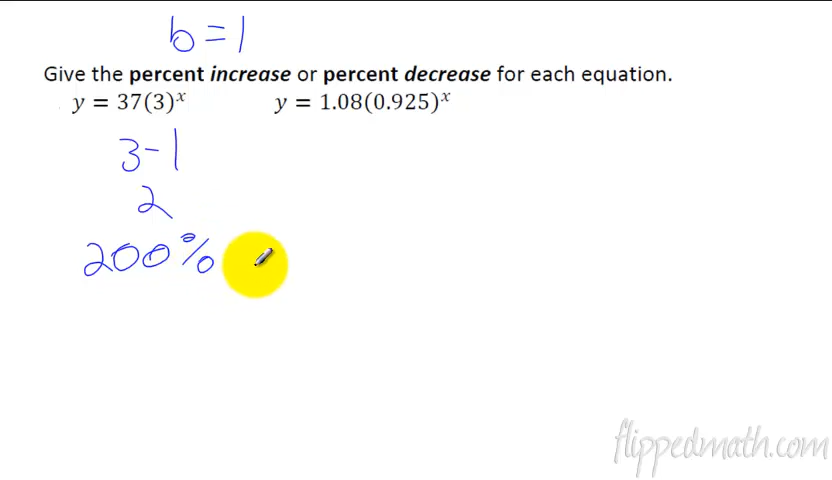 b = 1
Give the percent increase or percent decrease for each equation.
y = 37(3)ˣ y = 1.08(0.925)ˣ
3 - 1
2
200%
flippedmath.com